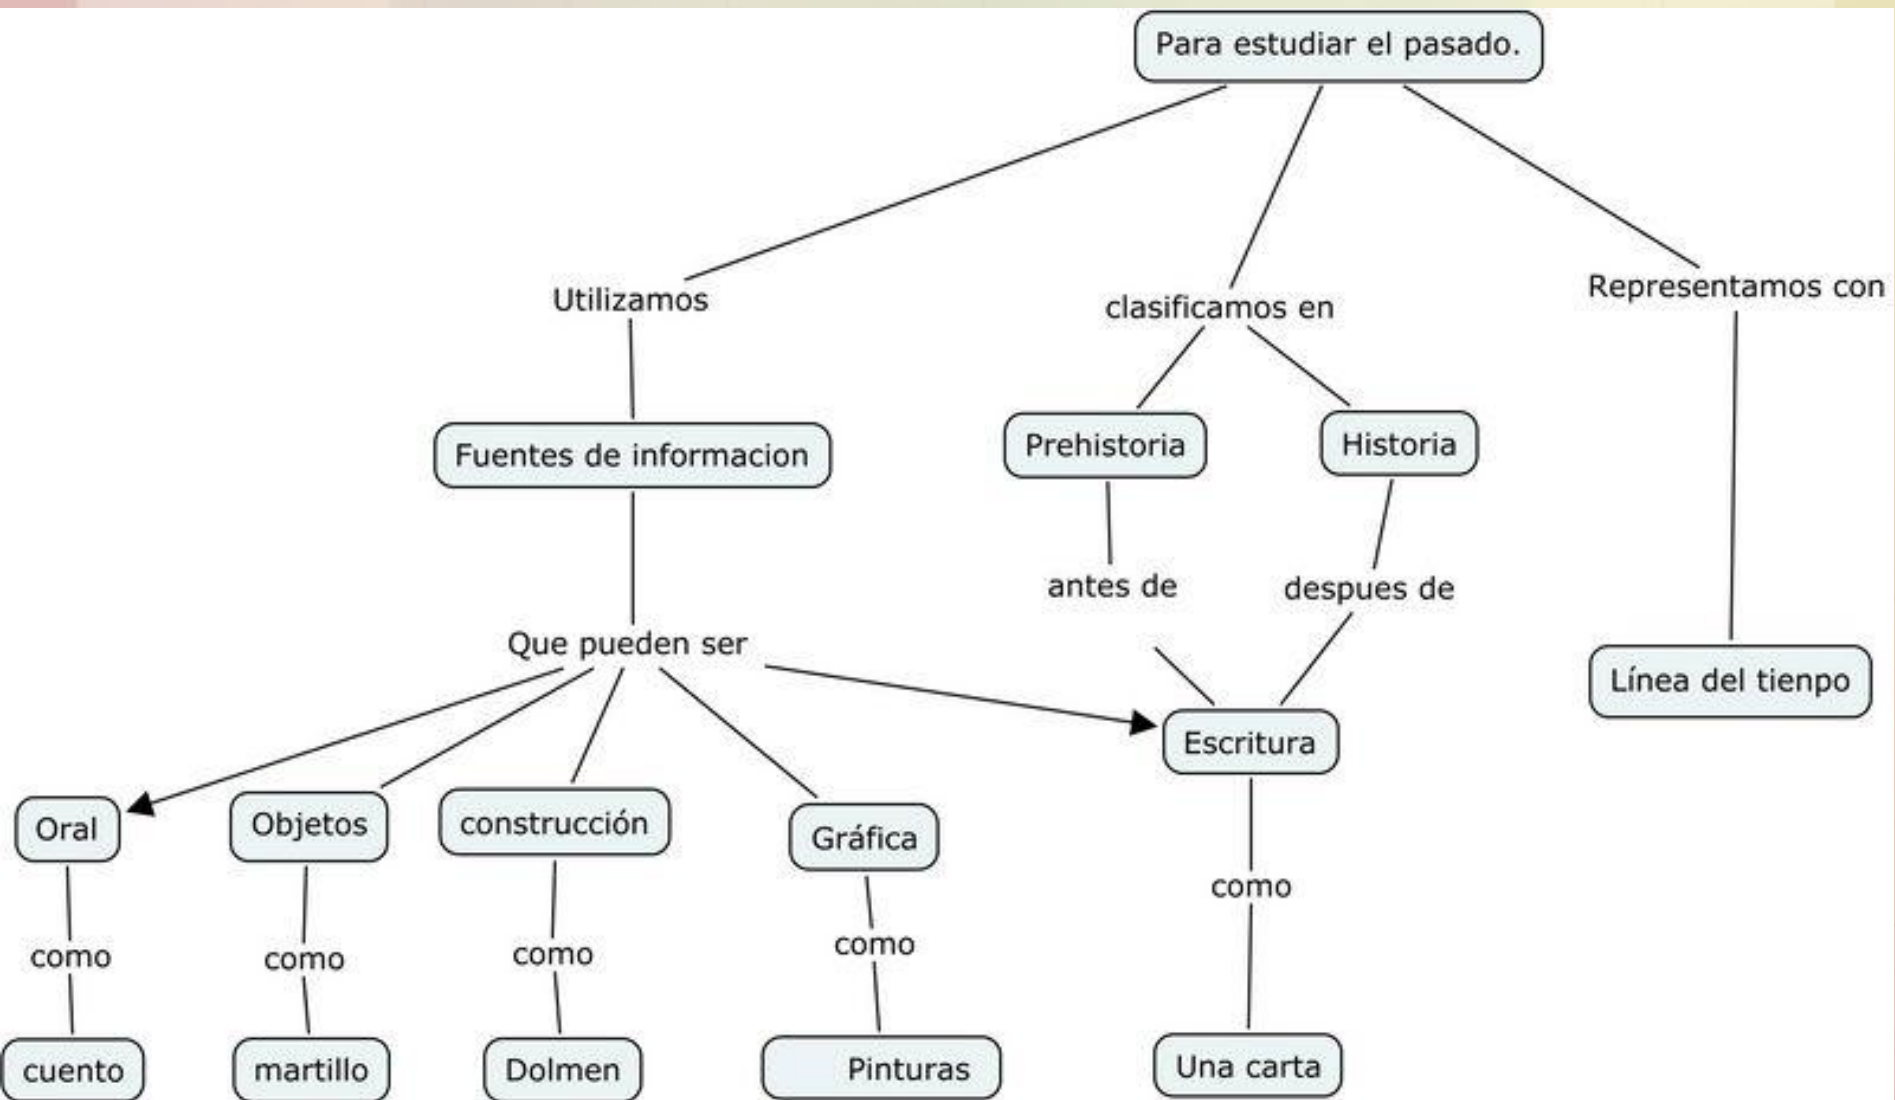 Para estudiar el pasado.
Utilizamos
clasificamos en
Representamos con
Fuentes de informacion
Prehistoria
Historia
antes de
despues de
Que pueden ser
Línea del tienpo
Escritura
Oral
Objetos
construcción
Gráfica
como
como
como
como
como
cuento
martillo
Dolmen
Pinturas
Una carta